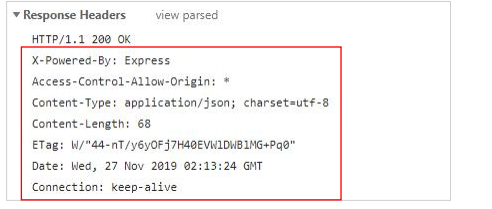 Response Headers view parsed
HTTP/1.1 200 OK
X-Powered-By: Express
Access-Control-Allow-Origin: *
Content-Type: application/json; charset=utf-8
Content-Length: 68
ETag: W/"44-nT/y6yOFj7H40EVWlDWBlMG+Pq0"
Date: Wed, 27 Nov 2019 02:13:24 GMT
Connection: keep-alive